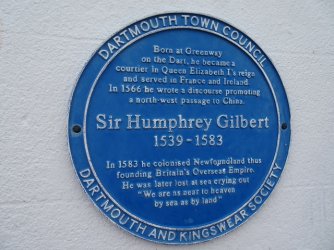 DARTMOUTH TOWN COUNCIL
Born at Greenway
on the Dart, he became a
courtier in Queen Elizabeth I's reign
and served in France and Ireland.
In 1566 he wrote a discourse promoting
a north-west passage to China.
Sir Humphrey Gilbert
1539-1583
In 1583 he colonised Newfoundland thus
founding Britain's Overseas Empire.
He was later lost at sea crying out
"We are as near to heaven
by sea as by land"
DARTMOUTH AND KINGSWEAR SOCIETY